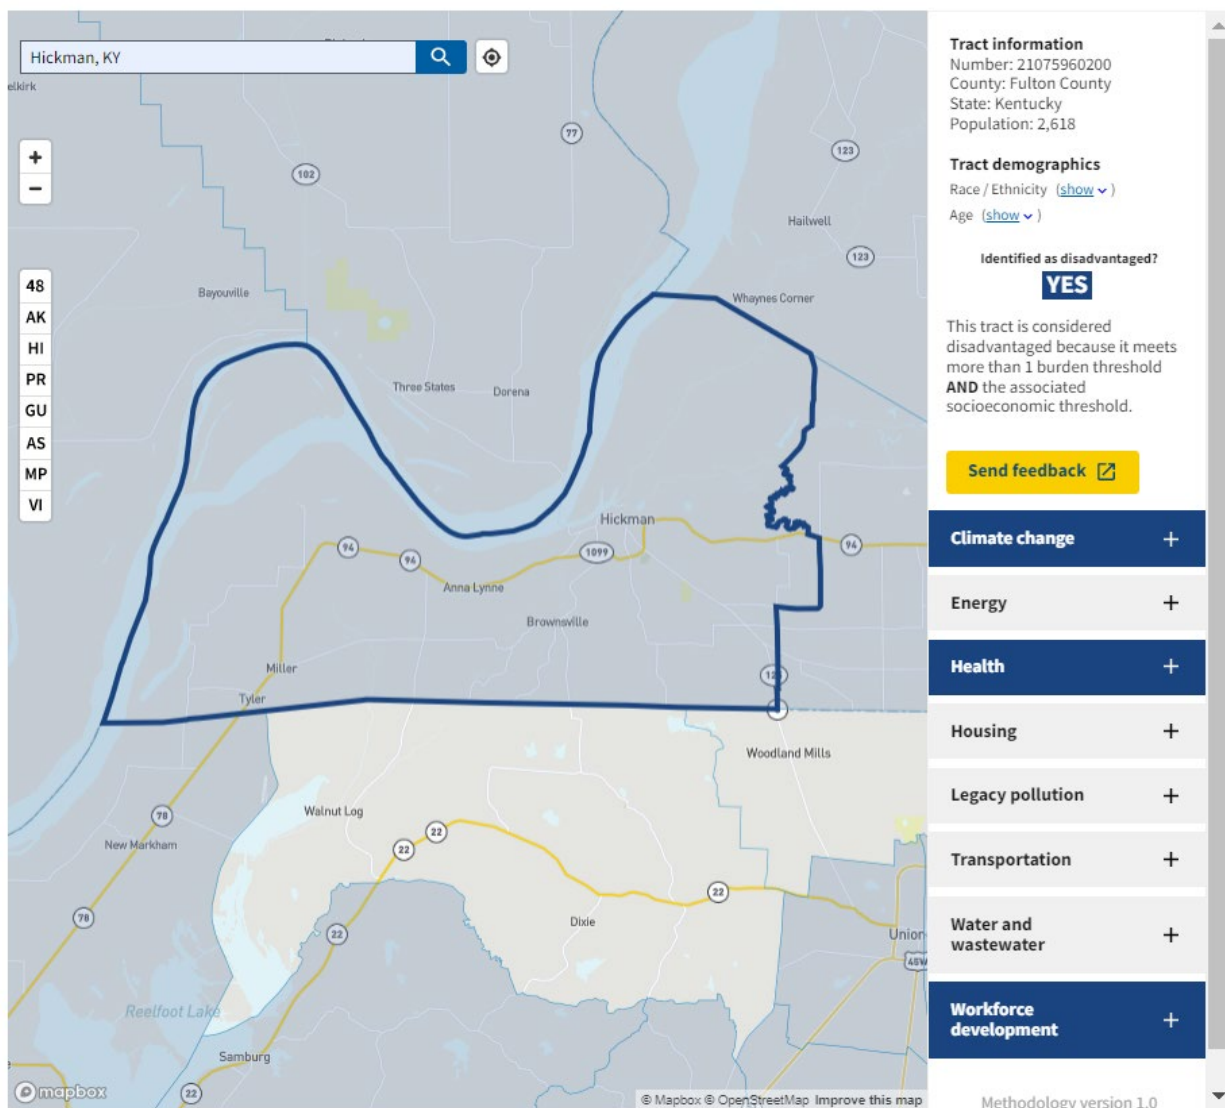 Hickman, KY
elkirk
77
123
102
Hailwell
123
Bayouville
Whaynes Corner
Three States
Dorena
Hickman
94
94
1099
94
Anna Lynne
Brownsville
Miller
Tyler
Woodland Mills
Walnut Log
78
22
22
New Markham
22
Dixie
78
22
Union
45W
Reelfoot Lake
Samburg
22
+
−
48
AK
HI
PR
GU
AS
MP
VI
mapbox
© Mapbox © OpenStreetMap Improve this map
Tract information
Number: 21075960200
County: Fulton County
State: Kentucky
Population: 2,618
Tract demographics
Race / Ethnicity (show )
Age (show )
Identified as disadvantaged?
YES
This tract is considered
disadvantaged because it meets
more than 1 burden threshold
AND the associated
socioeconomic threshold.
Send feedback
Climate change +
Energy +
Health +
Housing +
Legacy pollution +
Transportation +
Water and
wastewater +
Workforce
development +
Methodology version 1.0